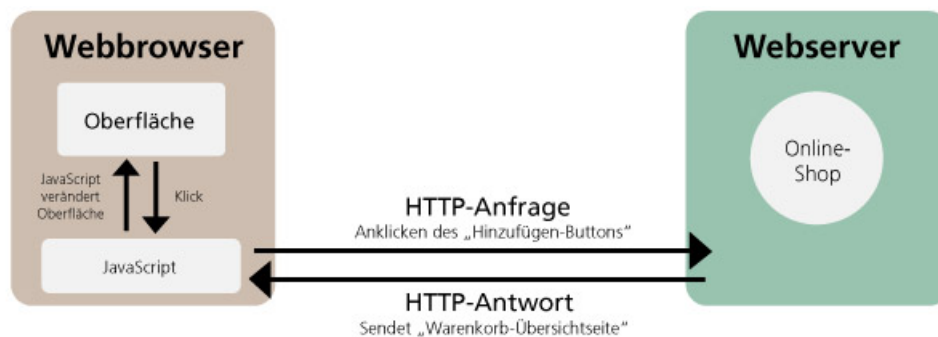 Webbrowser
Oberfläche
JavaScript
verändert
Oberfläche
Klick
JavaScript
HTTP-Anfrage
Anklicken des „Hinzufügen-Buttons“
HTTP-Antwort
Sendet „Warenkorb-Übersichtseite“
Webserver
Online-
Shop